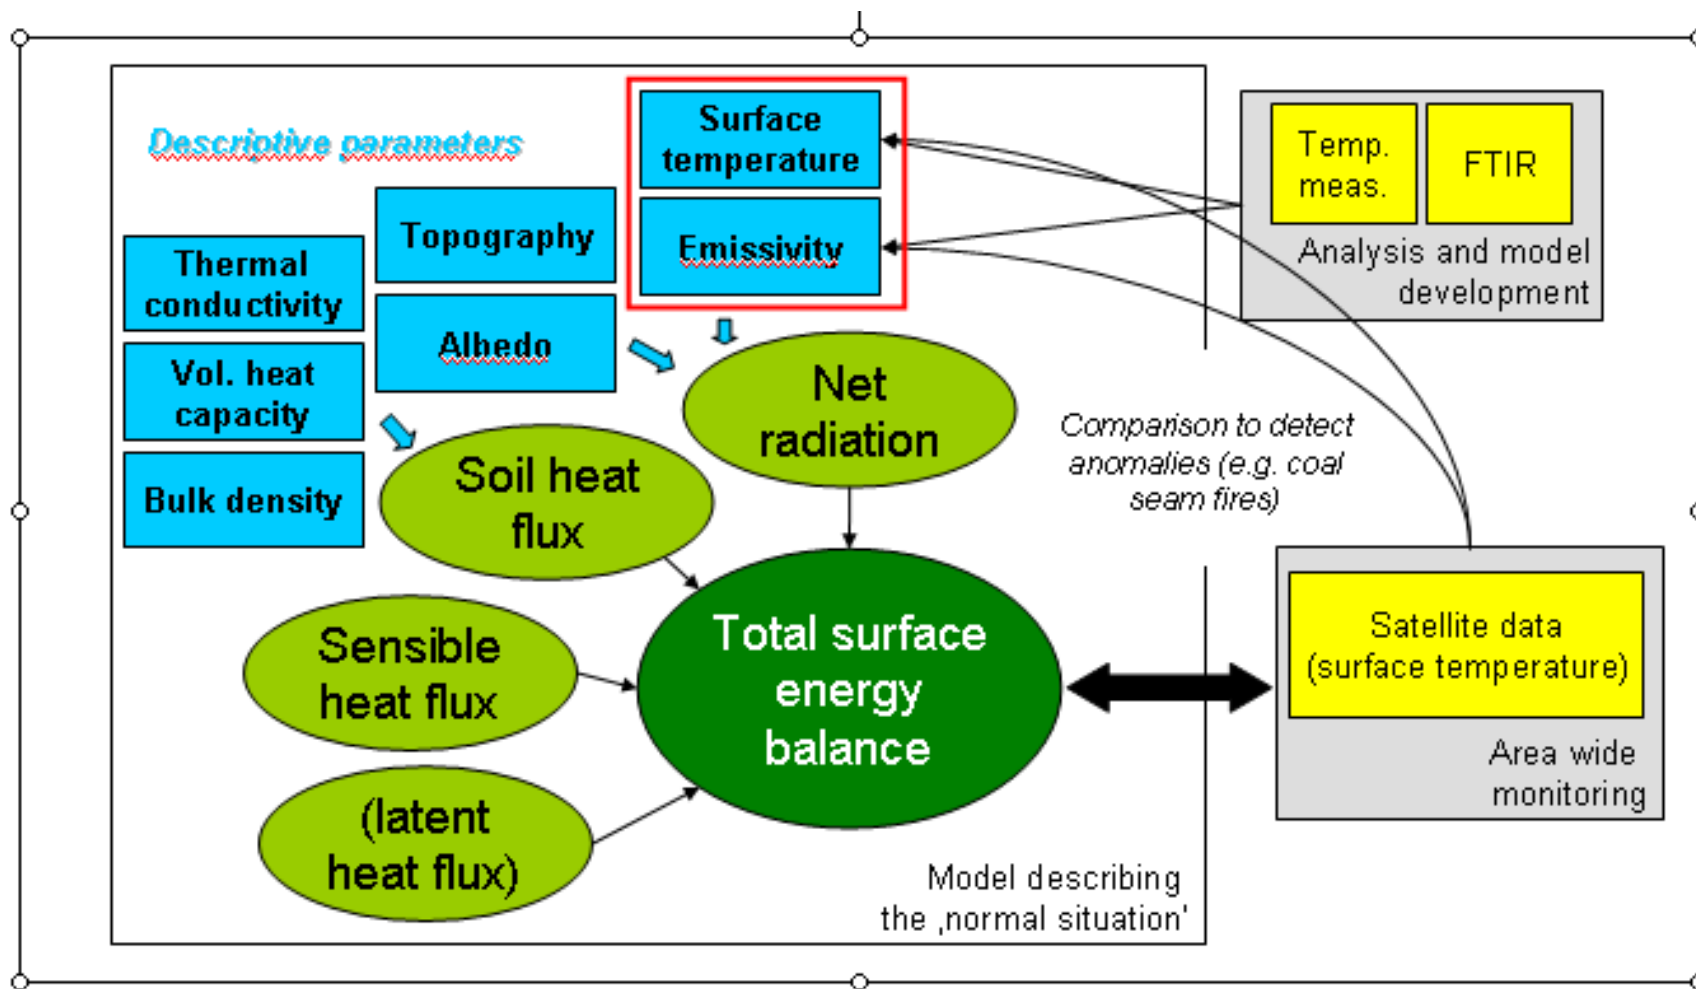 Descriptive parameters
Surface
temperature
Emissivity
Topography
Albedo
Thermal
conductivity
Vol. heat
capacity
Bulk density
Net
radiation
Soil heat
flux
Sensible
heat flux
(latent
heat flux)
Total surface
energy
balance
Model describing
the ‚normal situation'
Temp.
meas.
FTIR
Analysis and model
development
Comparison to detect
anomalies (e.g. coal
seam fires)
Satellite data
(surface temperature)
Area wide
monitoring